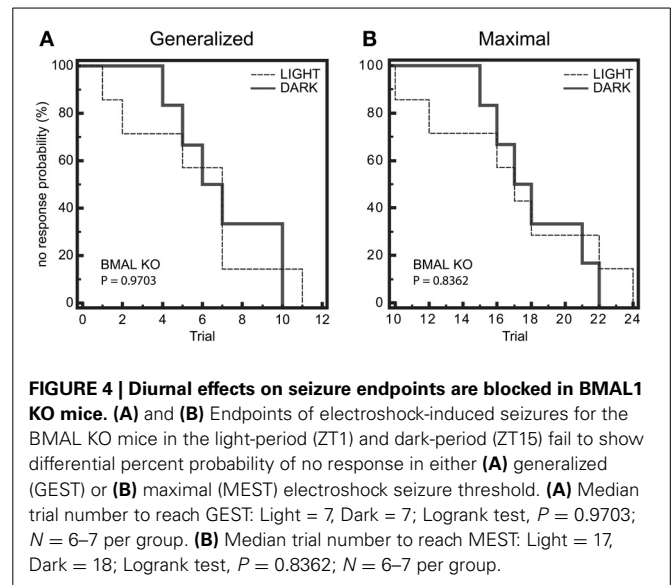 A Generalized
B Maximal
no response probability (%)
100
80
60
40
20
0
LIGHT
DARK
BMAL KO
P = 0.9703
0 2 4 6 8 10 12
Trial
LIGHT
DARK
BMAL KO
P = 0.8362
10 12 14 16 18 20 22 24
Trial
FIGURE 4 | Diurnal effects on seizure endpoints are blocked in BMAL1
KO mice. (A) and (B) Endpoints of electroshock-induced seizures for the
BMAL KO mice in the light-period (ZT1) and dark-period (ZT15) fail to show
differential percent probability of no response in either (A) generalized
(GEST) or (B) maximal (MEST) electroshock seizure threshold. (A) Median
trial number to reach GEST: Light = 7, Dark = 7; Logrank test, P = 0.9703;
N = 6–7 per group. (B) Median trial number to reach MEST: Light = 17,
Dark = 18; Logrank test, P = 0.8362; N = 6–7 per group.